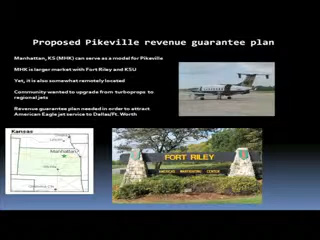 Proposed Pikeville revenue guarantee plan
Manhattan, KS (MHK) can serve as a model for Pikeville
MHK is larger market with Fort Riley and KSU
Yet, it is also somewhat remotely located
Community wanted to upgrade from turboprops to
regional jets
Revenue guarantee plan needed in order to attract
American Eagle jet service to Dallas/Ft. Worth
Kansas
Manhattan
FORT RILEY
AMERICA'S WARFIGHTING CENTER